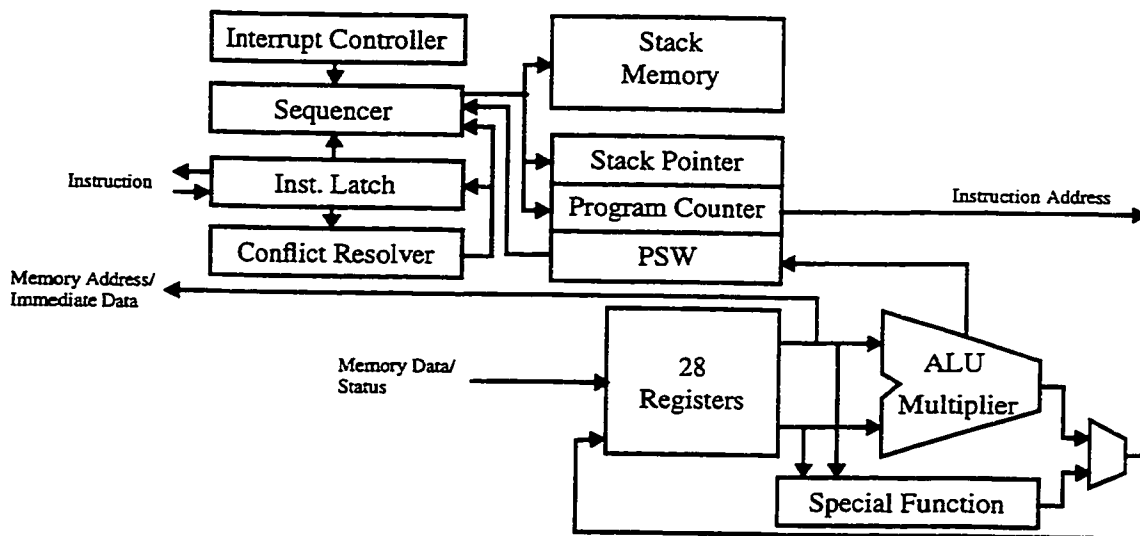 Interrupt Controller
Stack
Memory
Sequencer
Stack Pointer
Instruction
Inst. Latch
Program Counter
Instruction Address
Conflict Resolver
PSW
Memory Address/
Immediate Data
Memory Data/
Status
28
Registers
ALU
Multiplier
Special Function